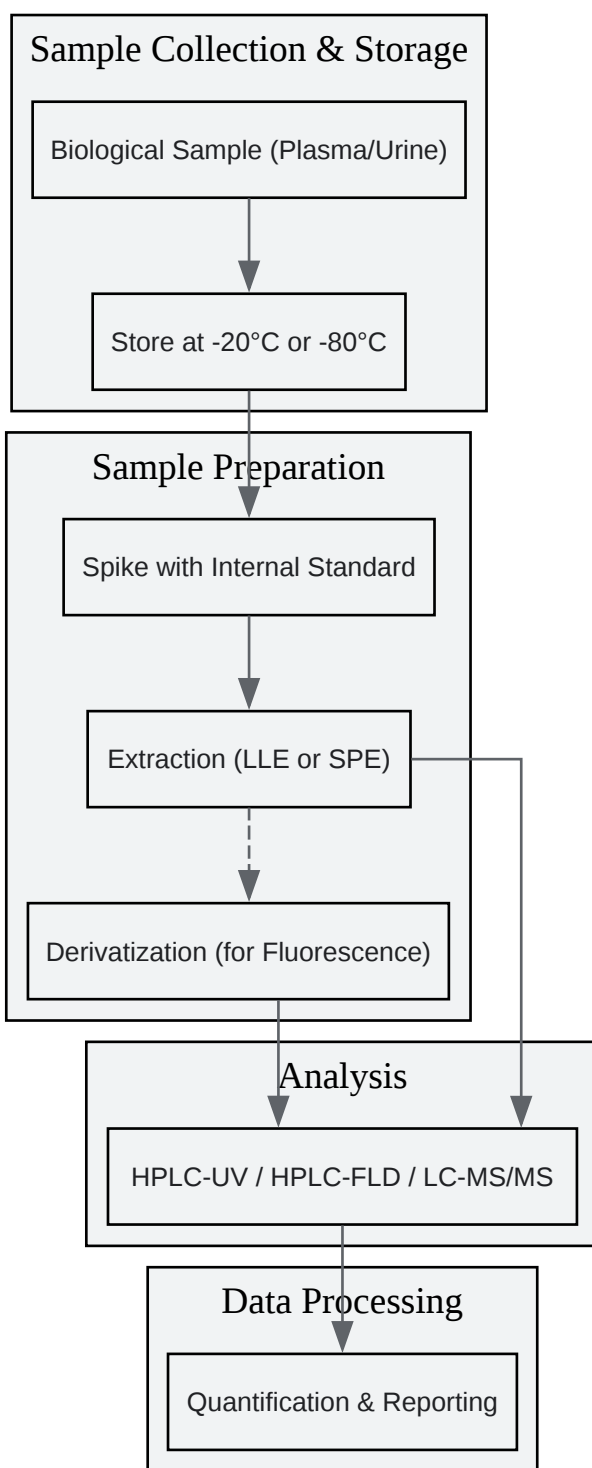 Sample Collection & Storage
Biological Sample (Plasma/Urine)
Store at -20°C or -80°C
Sample Preparation
Spike with Internal Standard
Extraction (LLE or SPE)
Derivatization (for Fluorescence)
Analysis
HPLC-UV / HPLC-FLD / LC-MS/MS
Data Processing
Quantification & Reporting